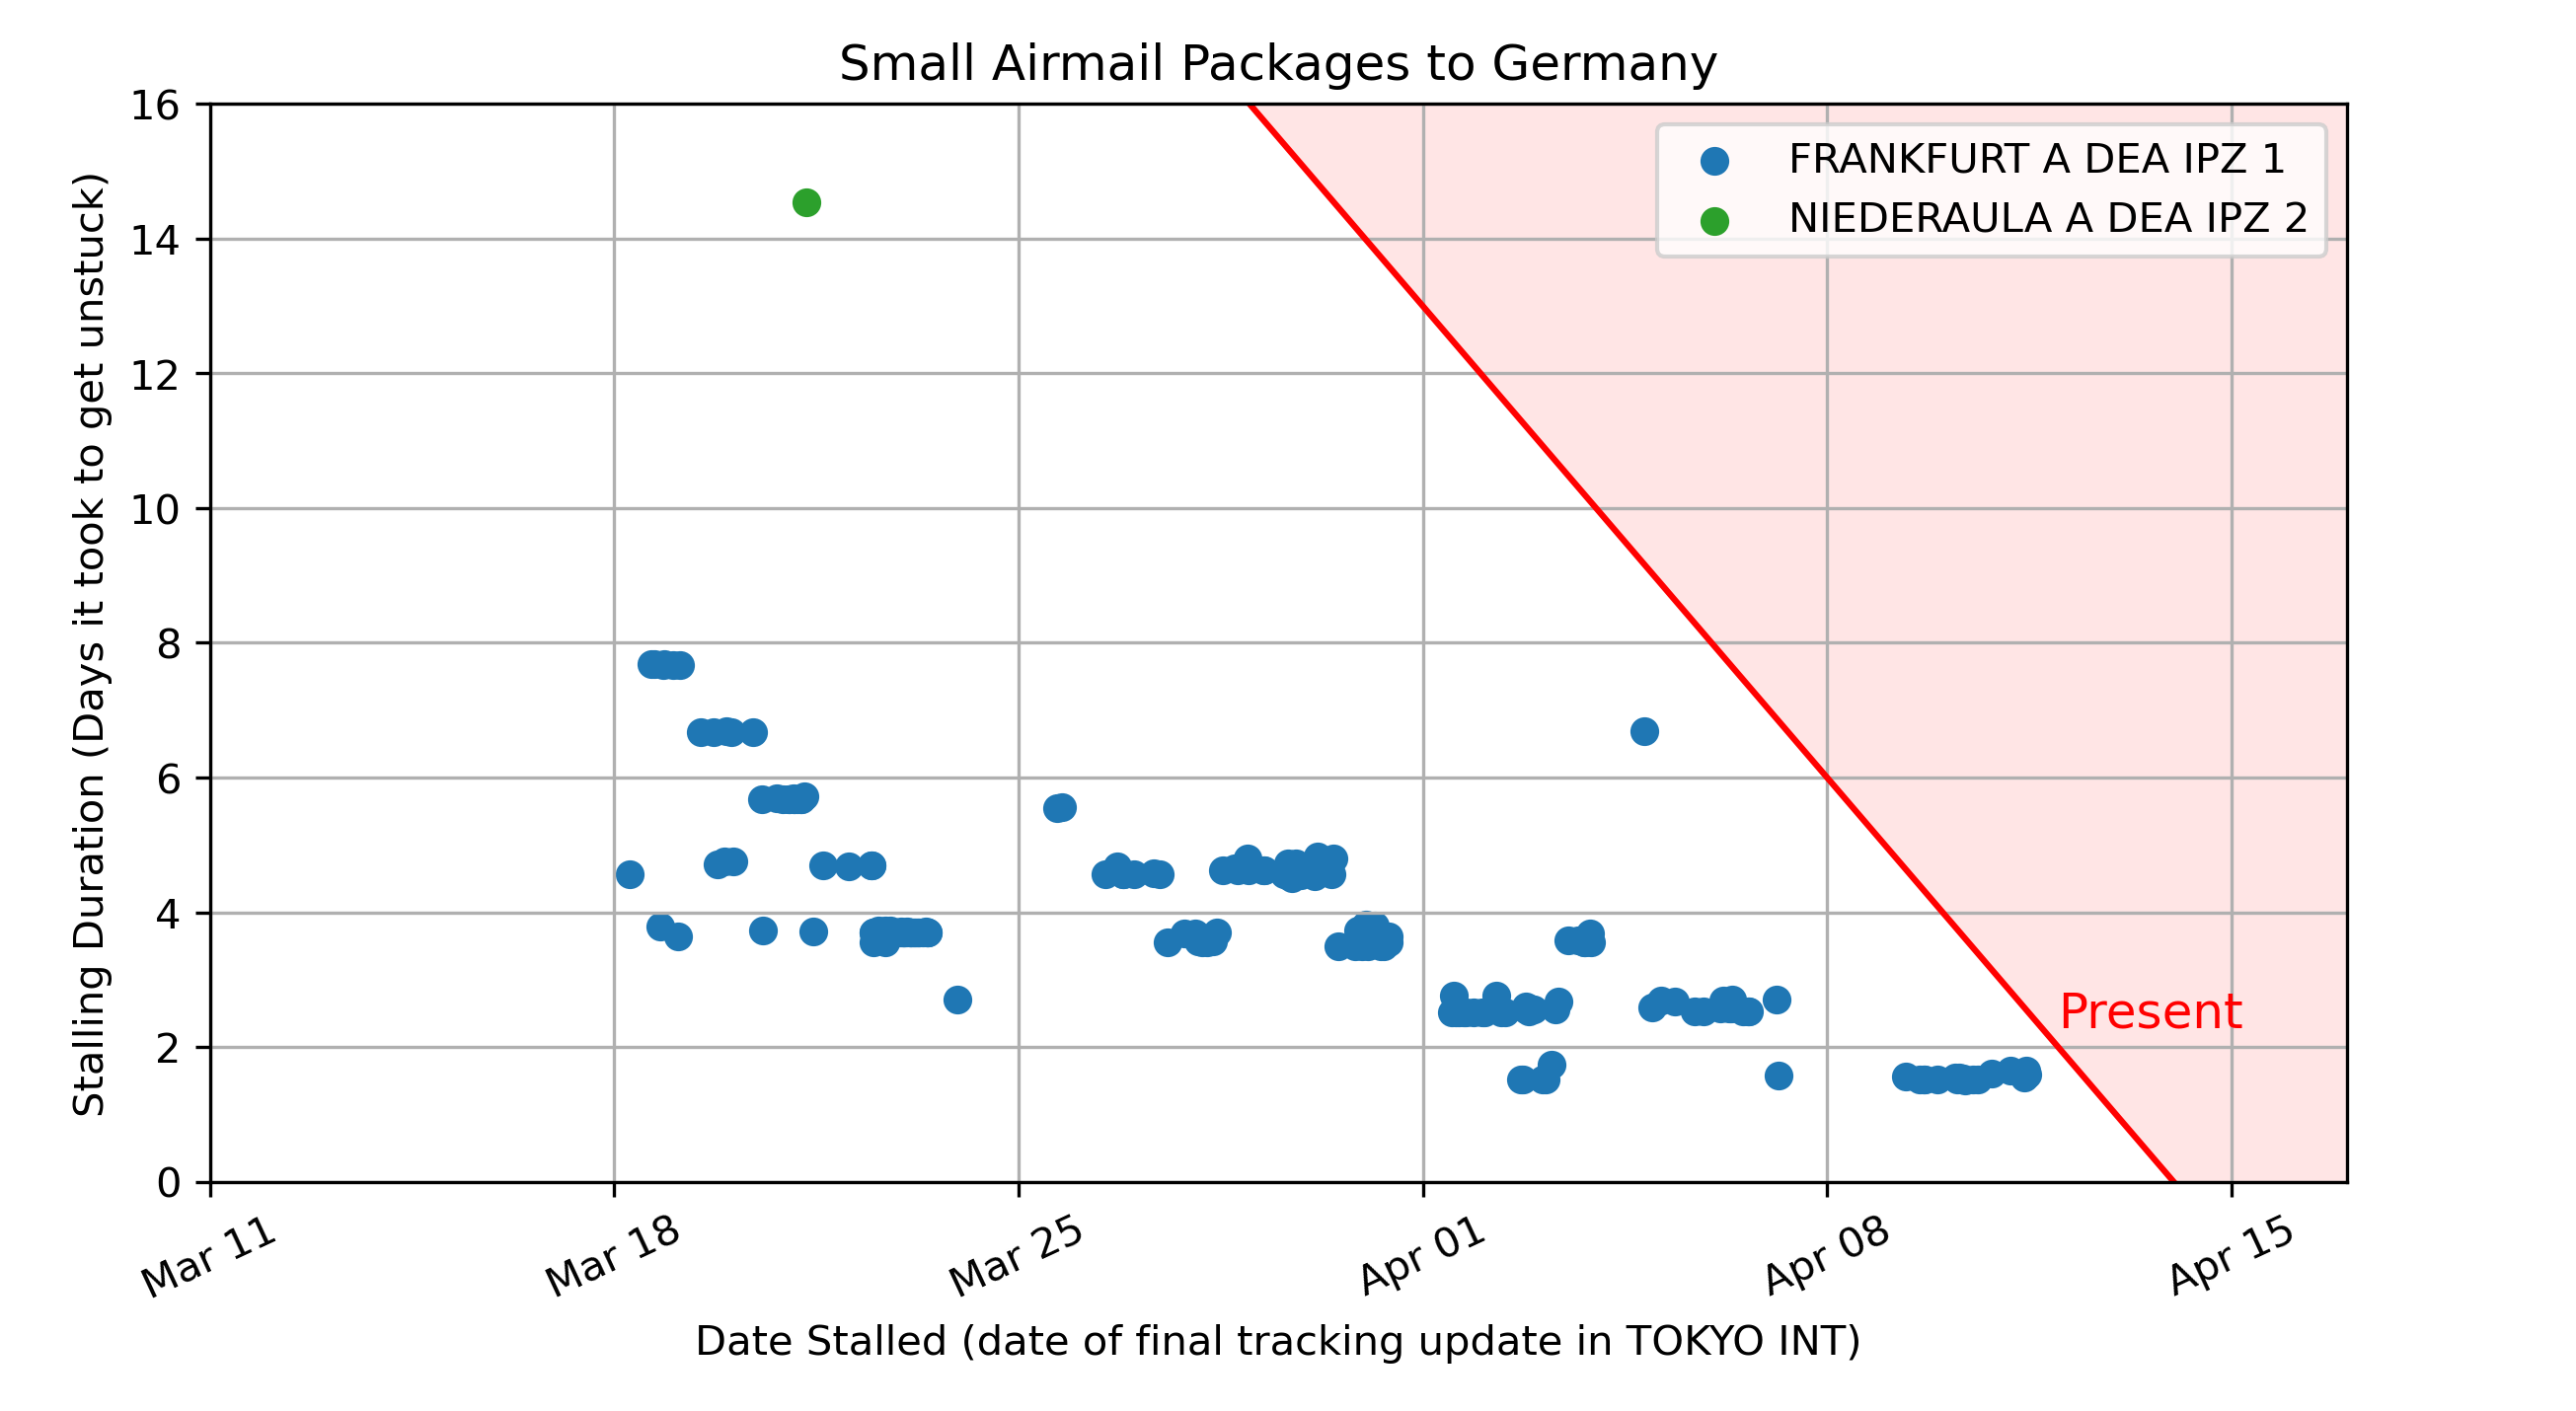 Small Airmail Packages to Germany
Stalling Duration (Days it took to get unstuck)
16
14
12
10
8
6
4
2
0
FRANKFURT A DEA IPZ 1
NIEDERAULA A DEA IPZ 2
Present
Mar 11
Mar 18
Mar 25
Apr 01
Apr 08
Apr 15
Date Stalled (date of final tracking update in TOKYO INT)